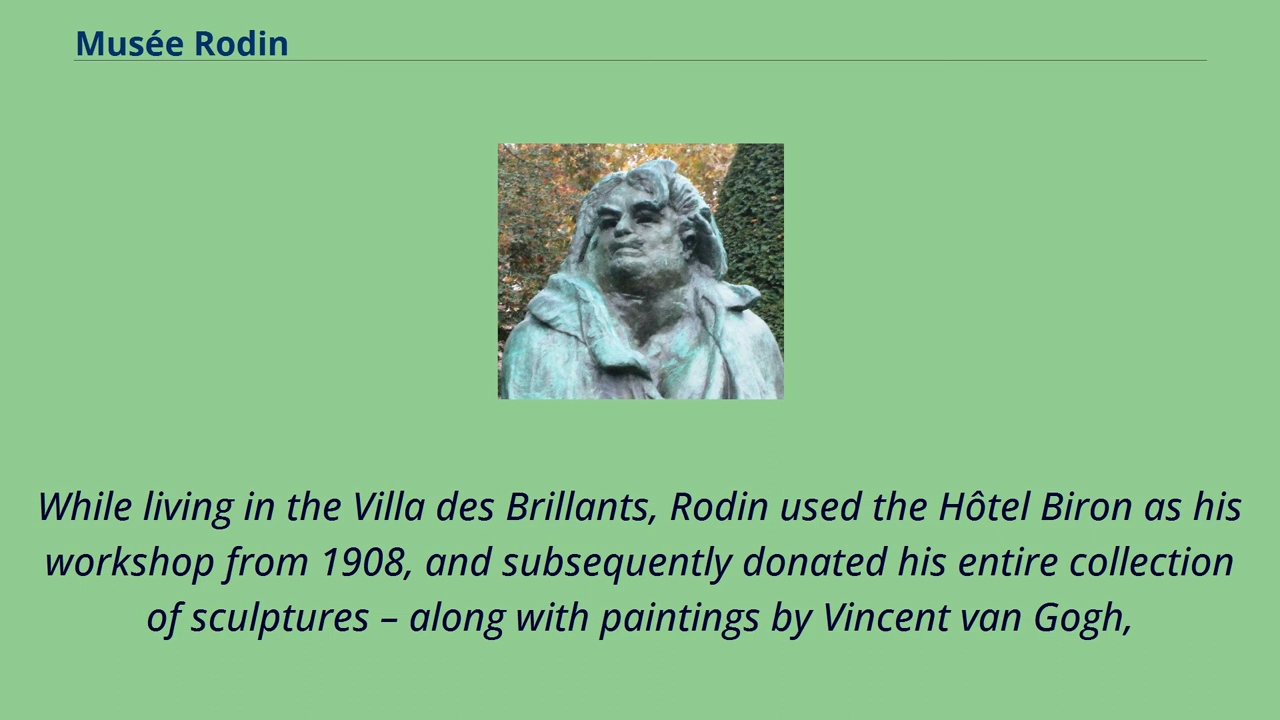 Musée Rodin
While living in the Villa des Brillants, Rodin used the Hôtel Biron as his
workshop from 1908, and subsequently donated his entire collection
of sculptures – along with paintings by Vincent van Gogh,